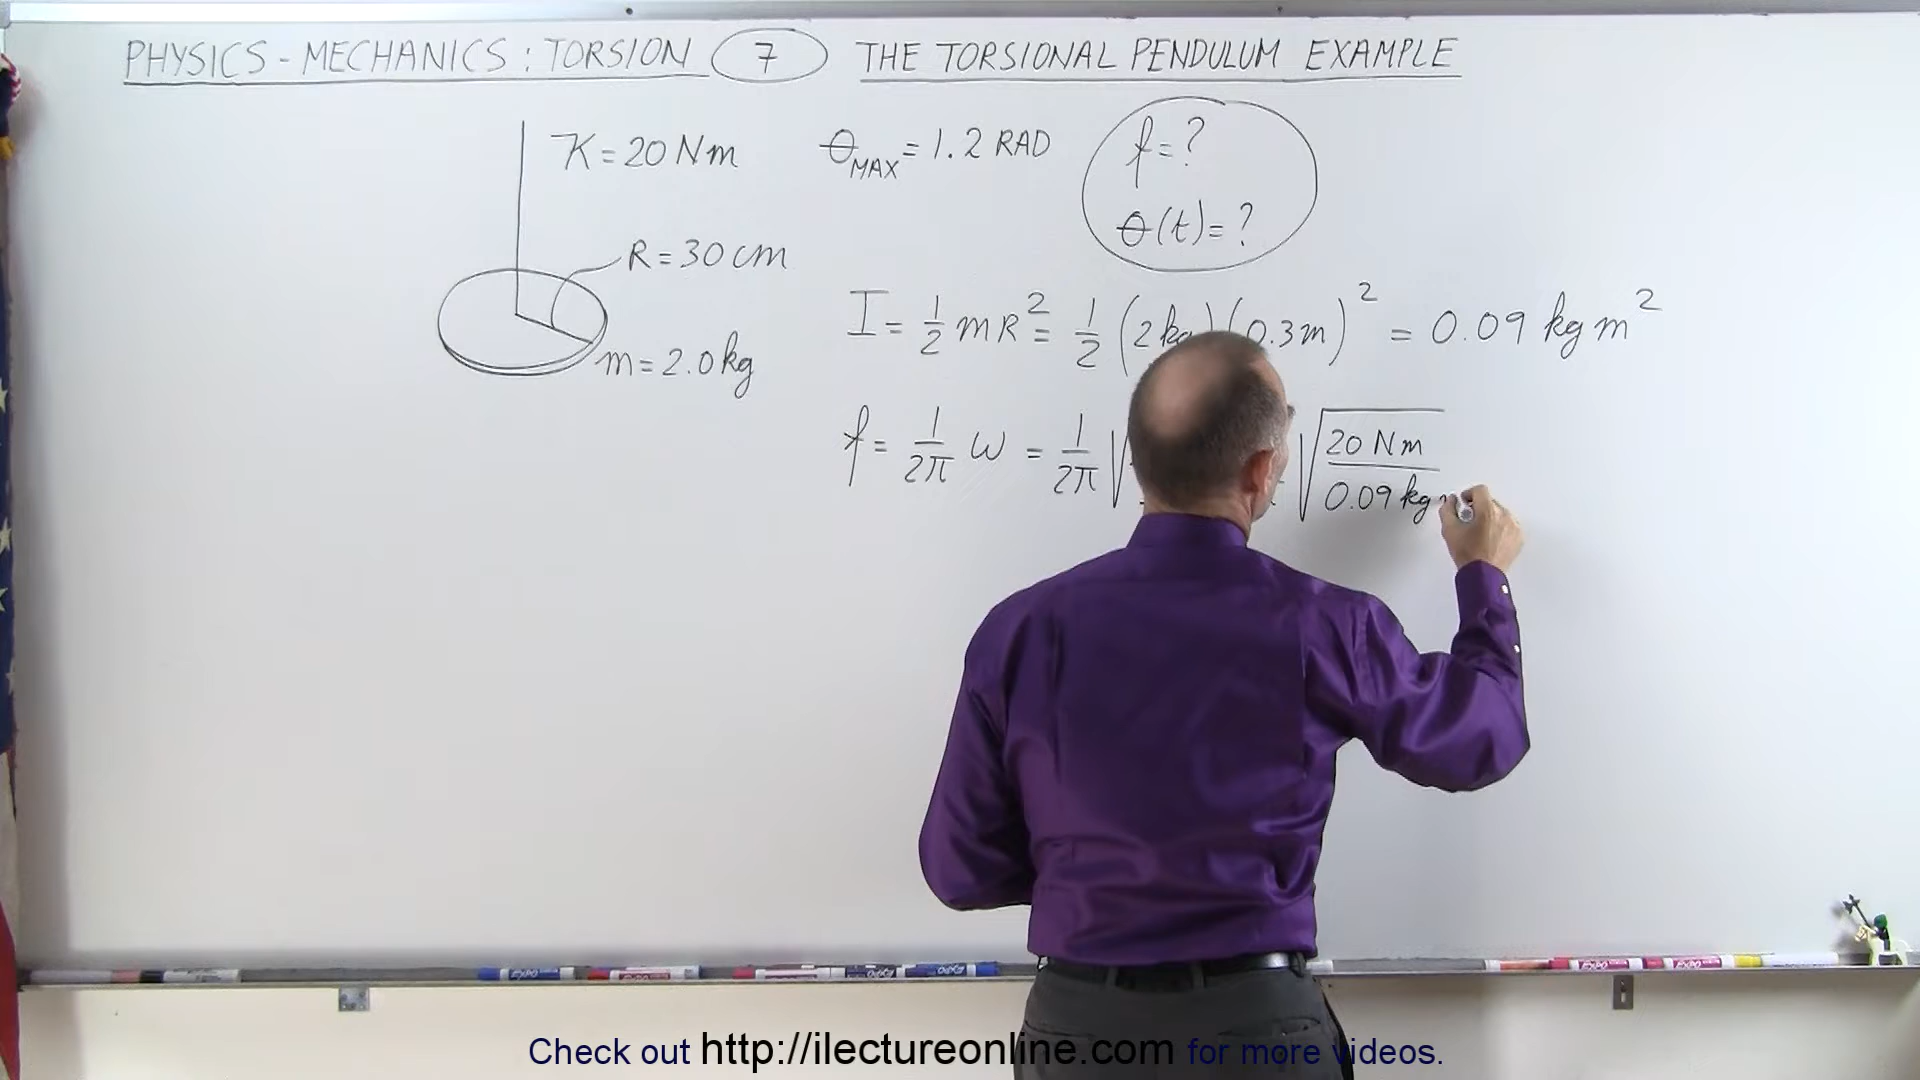 PHYSICS - MECHANICS : TORSION 7 THE TORSIONAL PENDULUM EXAMPLE
K = 20 Nm
θMAX = 1.2 RAD
f = ?
θ(t) = ?
R = 30 cm
m = 2.0 kg
I = 1/2 mR² = 1/2 (2 kg)(0.3 m)² = 0.09 kg m²
f = 1/2π ω = 1/2π √ √ 20 Nm / 0.09 kg
Check out http://ilectureonline.com for more videos.